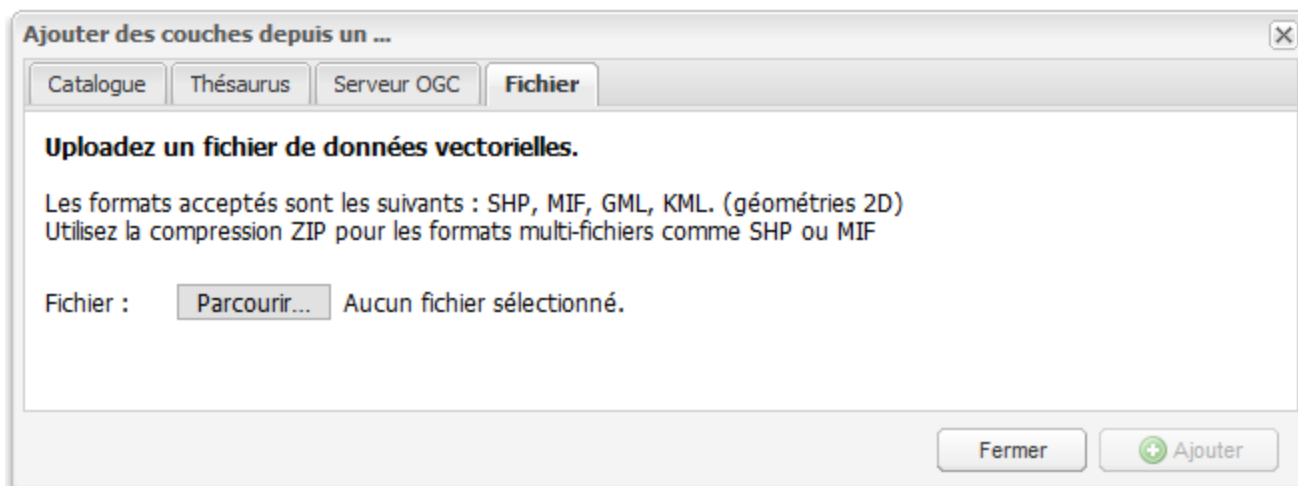 Ajouter des couches depuis un ...
Catalogue Thésaurus Serveur OGC Fichier
Uploadez un fichier de données vectorielles.
Les formats acceptés sont les suivants : SHP, MIF, GML, KML. (géométries 2D)
Utilisez la compression ZIP pour les formats multi-fichiers comme SHP ou MIF
Fichier : Parcourir... Aucun fichier sélectionné.
Fermer Ajouter